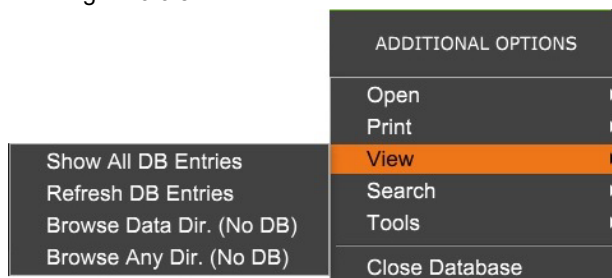 ADDITIONAL OPTIONS
Open
Print
View
Search
Tools
Close Database
Show All DB Entries
Refresh DB Entries
Browse Data Dir. (No DB)
Browse Any Dir. (No DB)